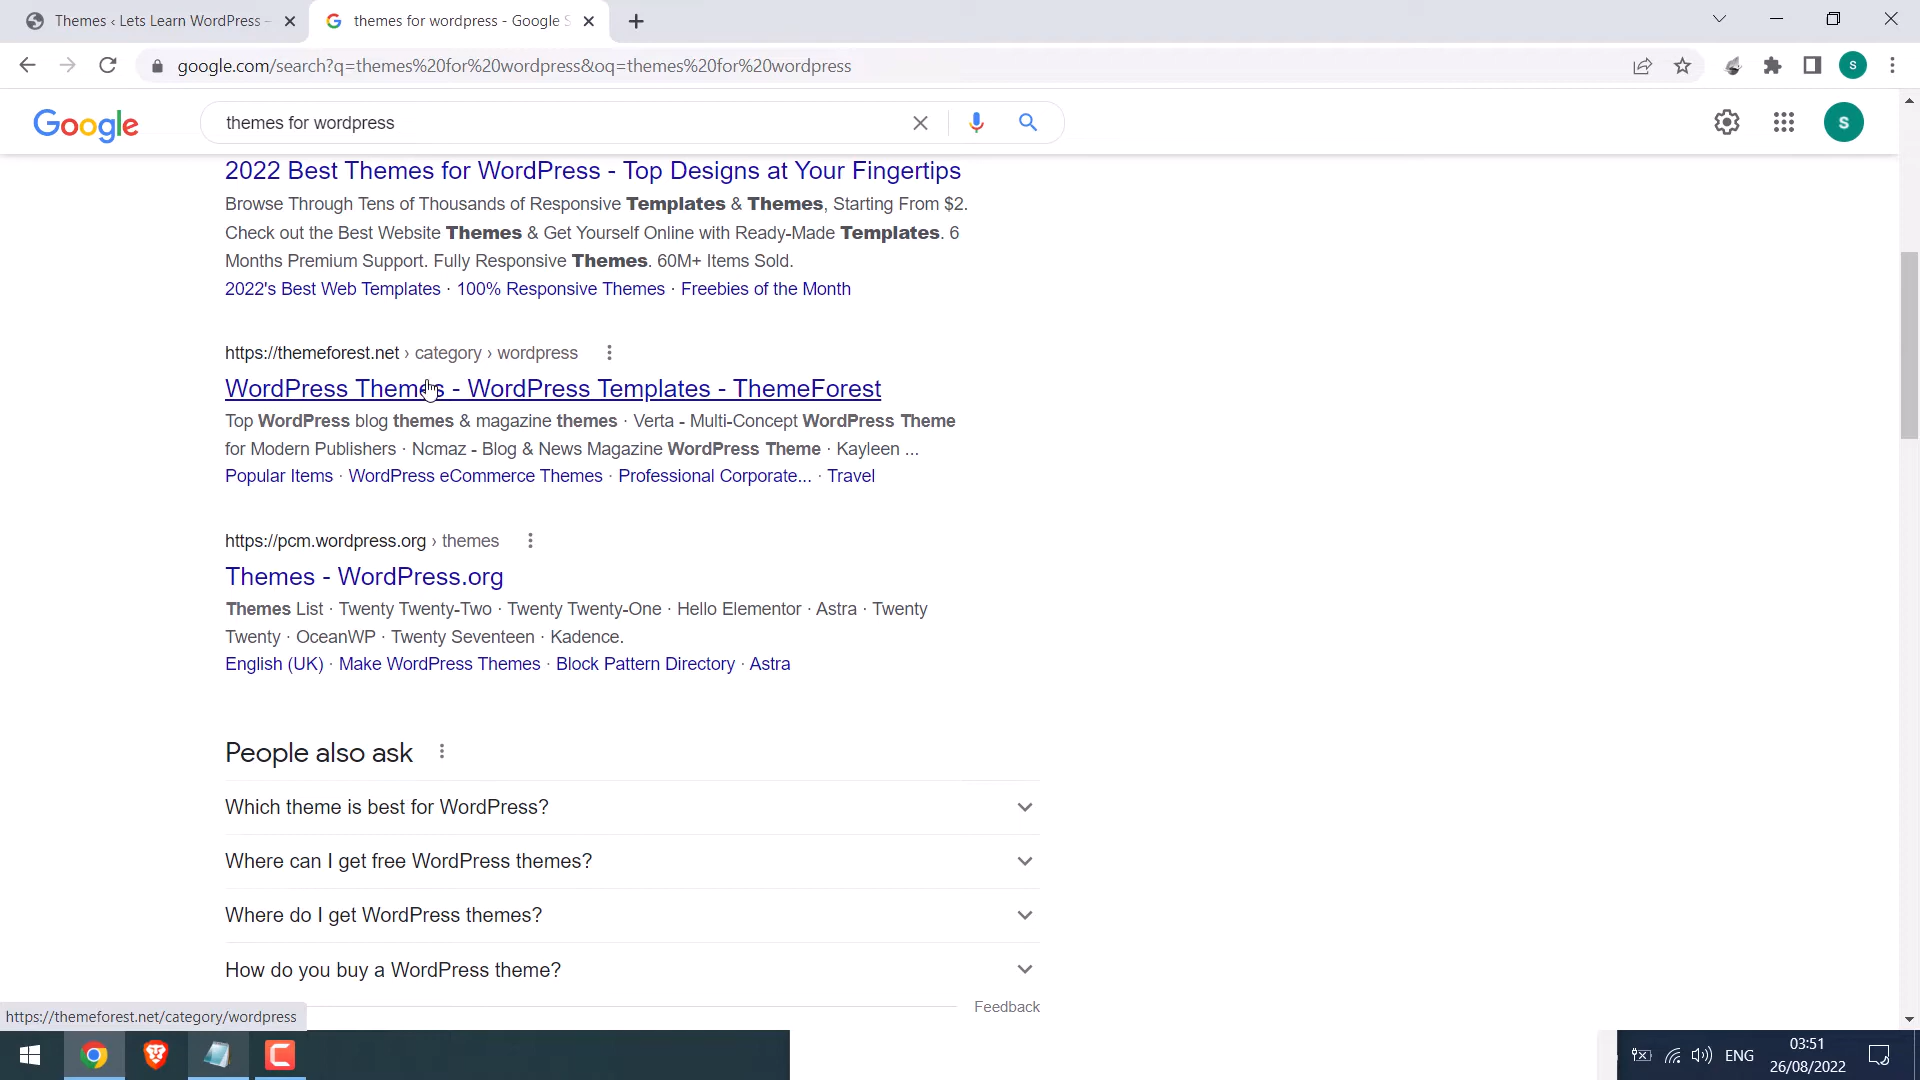 Themes ‹ Lets Learn WordPress -
themes for wordpress - Google S
google.com/search?q=themes%20for%20wordpress&oq=themes%20for%20wordpress
S
Google
themes for wordpress
S
2022 Best Themes for WordPress - Top Designs at Your Fingertips
Browse Through Tens of Thousands of Responsive Templates & Themes, Starting From $2.
Check out the Best Website Themes & Get Yourself Online with Ready-Made Templates. 6
Months Premium Support. Fully Responsive Themes. 60M+ Items Sold.
2022's Best Web Templates · 100% Responsive Themes · Freebies of the Month
https://themeforest.net › category › wordpress
WordPress Themes - WordPress Templates - ThemeForest
Top WordPress blog themes & magazine themes · Verta - Multi-Concept WordPress Theme
for Modern Publishers · Ncmaz - Blog & News Magazine WordPress Theme · Kayleen ...
Popular Items · WordPress eCommerce Themes · Professional Corporate... · Travel
https://pcm.wordpress.org › themes
Themes - WordPress.org
Themes List · Twenty Twenty-Two · Twenty Twenty-One · Hello Elementor · Astra · Twenty
Twenty · OceanWP · Twenty Seventeen · Kadence.
English (UK) · Make WordPress Themes · Block Pattern Directory · Astra
People also ask
Which theme is best for WordPress?
Where can I get free WordPress themes?
Where do I get WordPress themes?
How do you buy a WordPress theme?
Feedback
https://themeforest.net/category/wordpress
ENG
03:51
26/08/2022